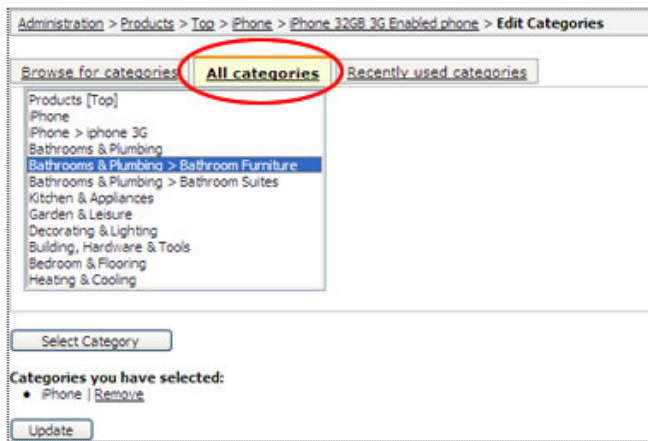 Administration > Products > Top > iPhone > iPhone 32GB 3G Enabled phone > Edit Categories
Browse for categories All categories Recently used categories
Products [Top]
iPhone
iPhone > iphone 3G
Bathrooms & Plumbing
Bathrooms & Plumbing > Bathroom Furniture
Bathrooms & Plumbing > Bathroom Suites
Kitchen & Appliances
Garden & Leisure
Decorating & Lighting
Building, Hardware & Tools
Bedroom & Flooring
Heating & Cooling
Select Category
Categories you have selected:
• iPhone | Remove
Update